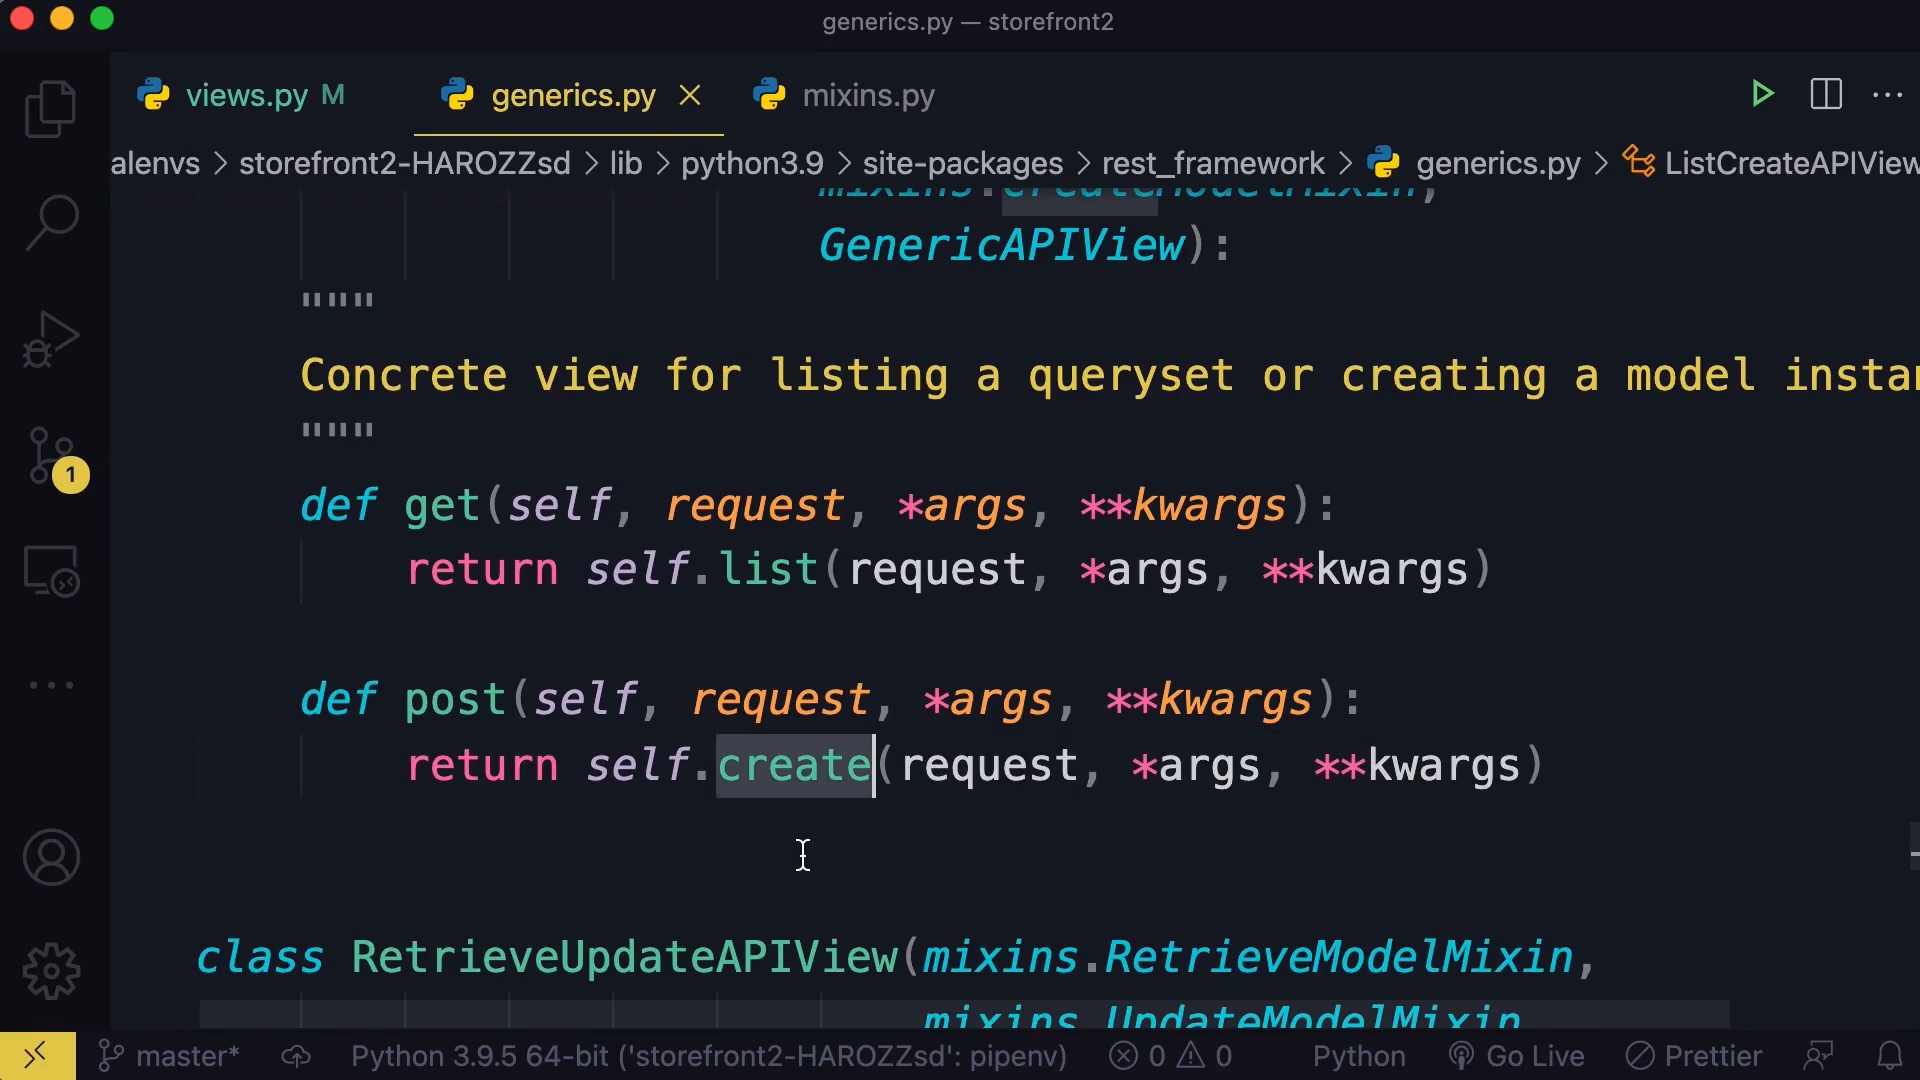 generics.py — storefront2
views.py M generics.py mixins.py
alenvs > storefront2-HAROZZsd > lib > python3.9 > site-packages > rest_framework > generics.py > ListCreateAPIView
mixins.CreateModelMixin,
GenericAPIView):
"""
Concrete view for listing a queryset or creating a model instan
"""
def get(self, request, *args, **kwargs):
return self.list(request, *args, **kwargs)
def post(self, request, *args, **kwargs):
return self.create(request, *args, **kwargs)
class RetrieveUpdateAPIView(mixins.RetrieveModelMixin,
mixins.UpdateModelMixin
1
master* Python 3.9.5 64-bit ('storefront2-HAROZZsd': pipenv) 0 0 Python Go Live Prettier